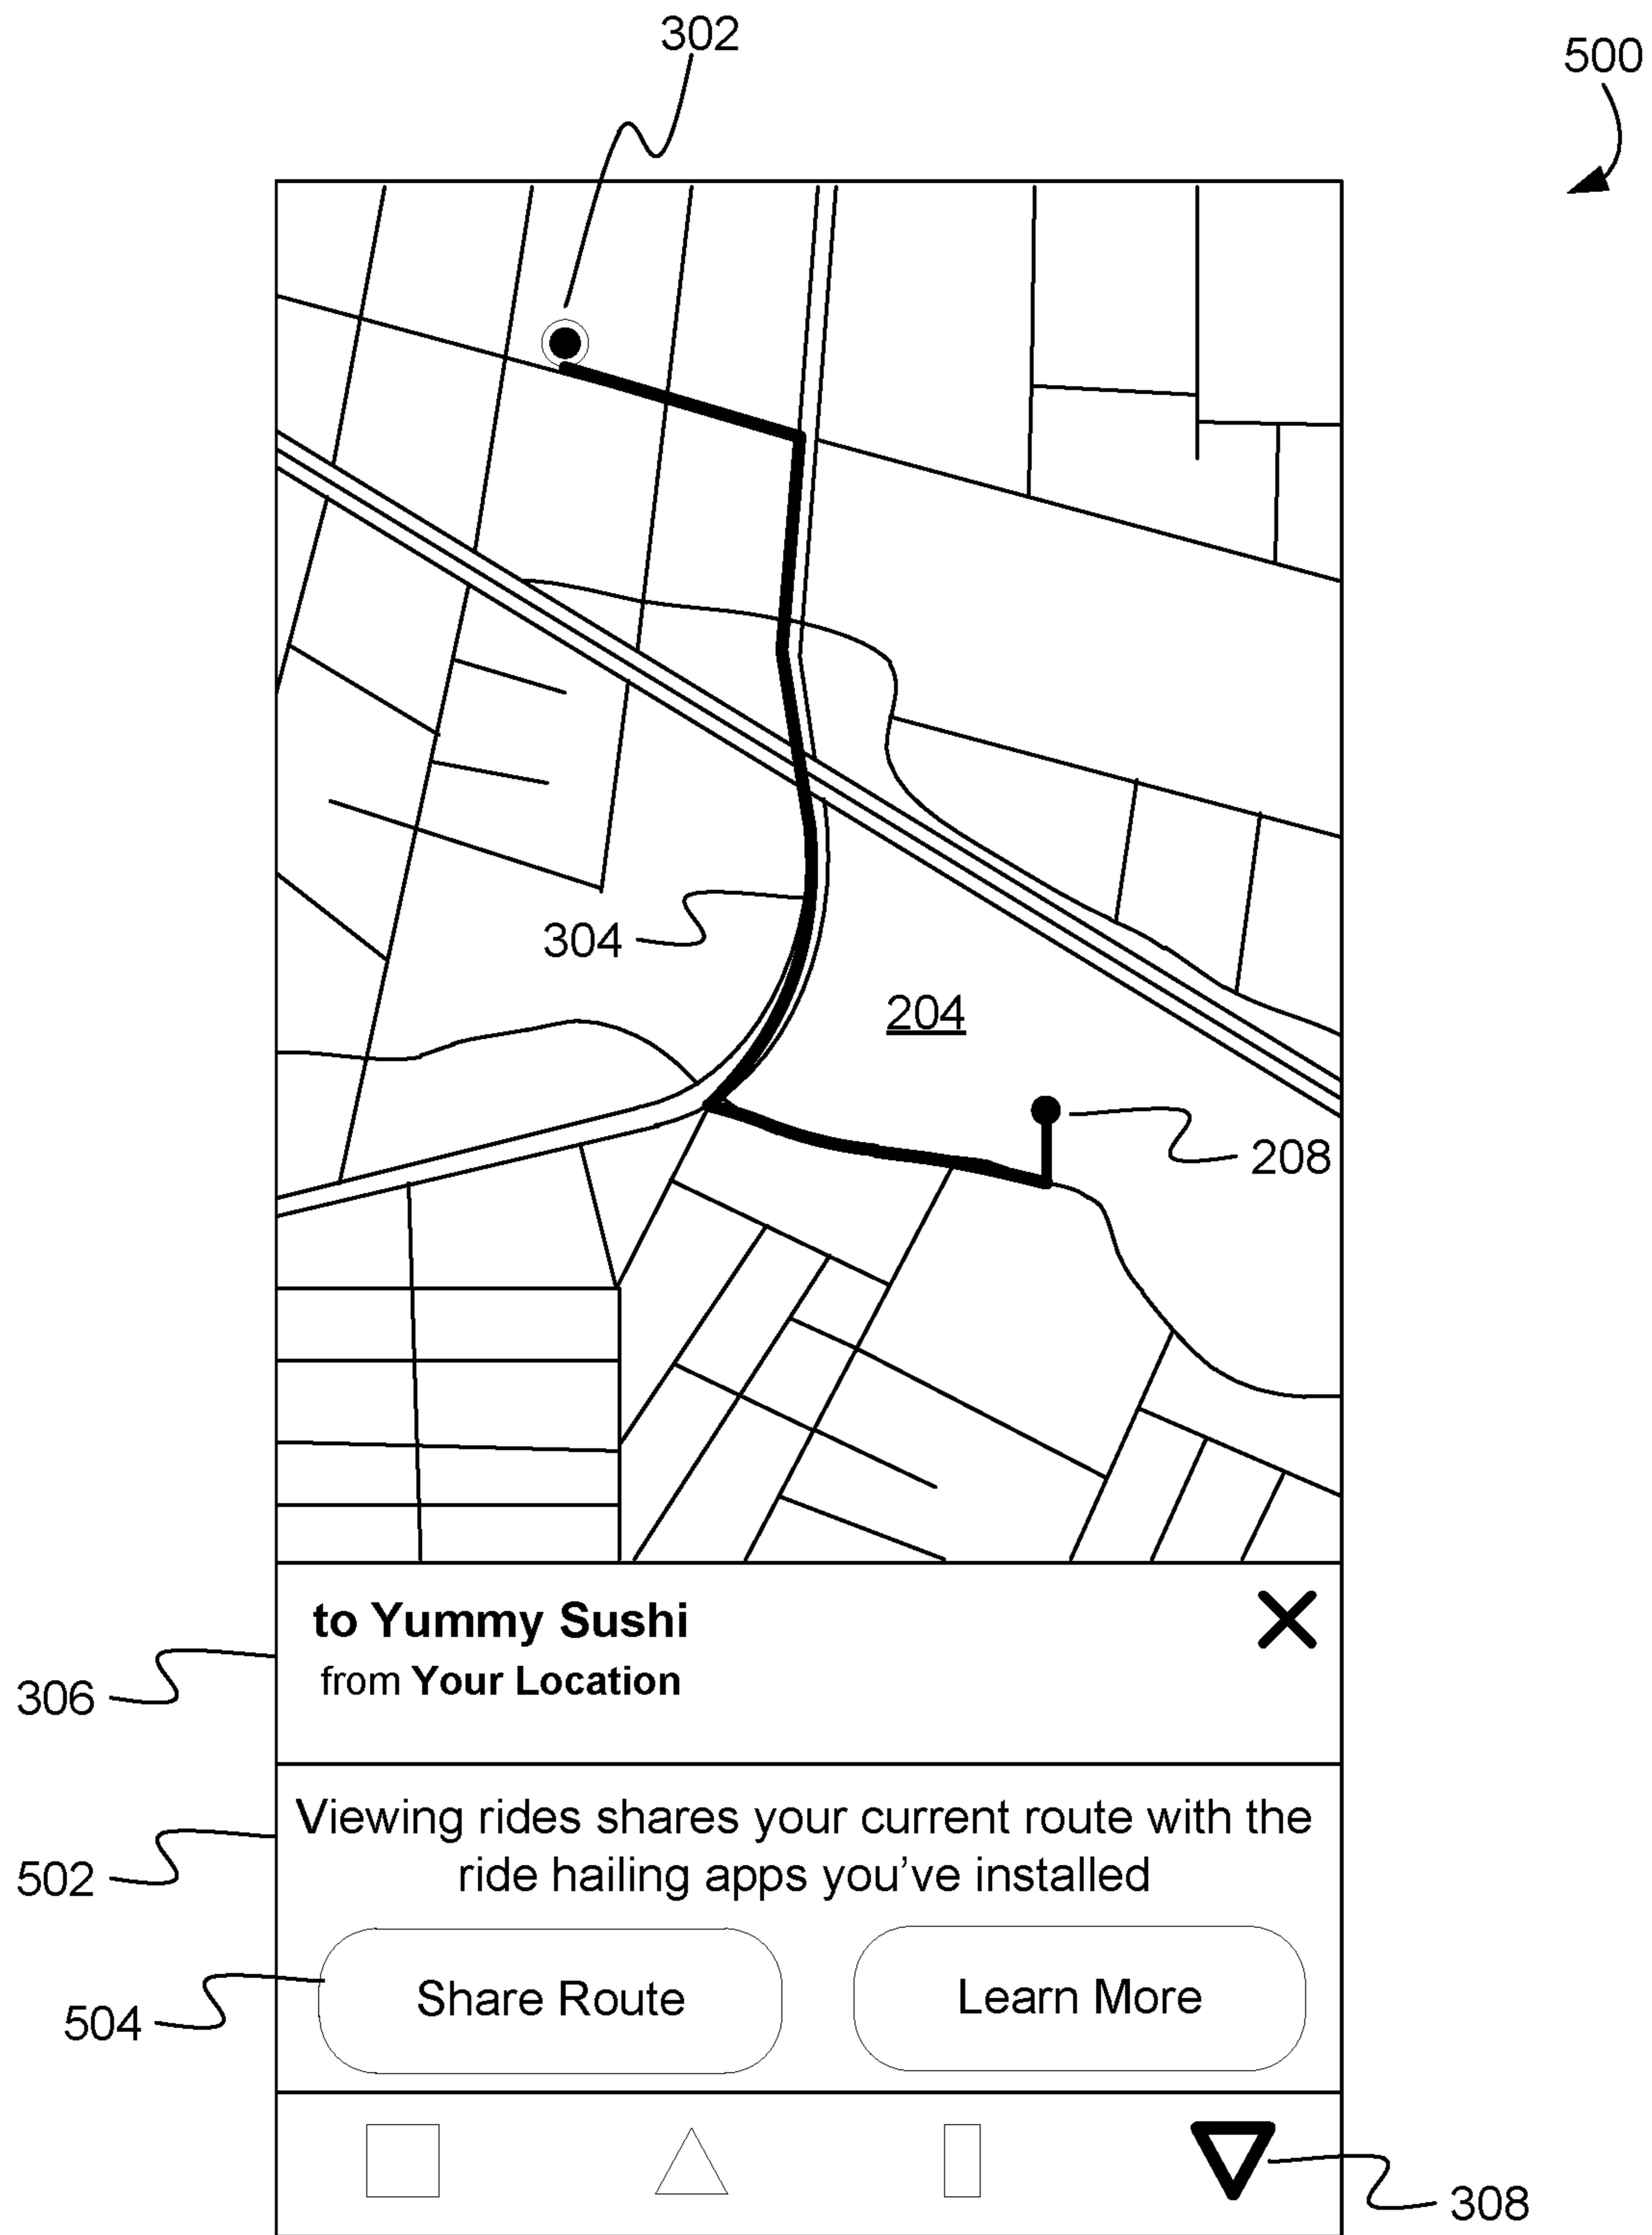 302
500
304
204
208
to Yummy Sushi
from Your Location
306
Viewing rides shares your current route with the
ride hailing apps you've installed
502
Share Route
Learn More
504
308